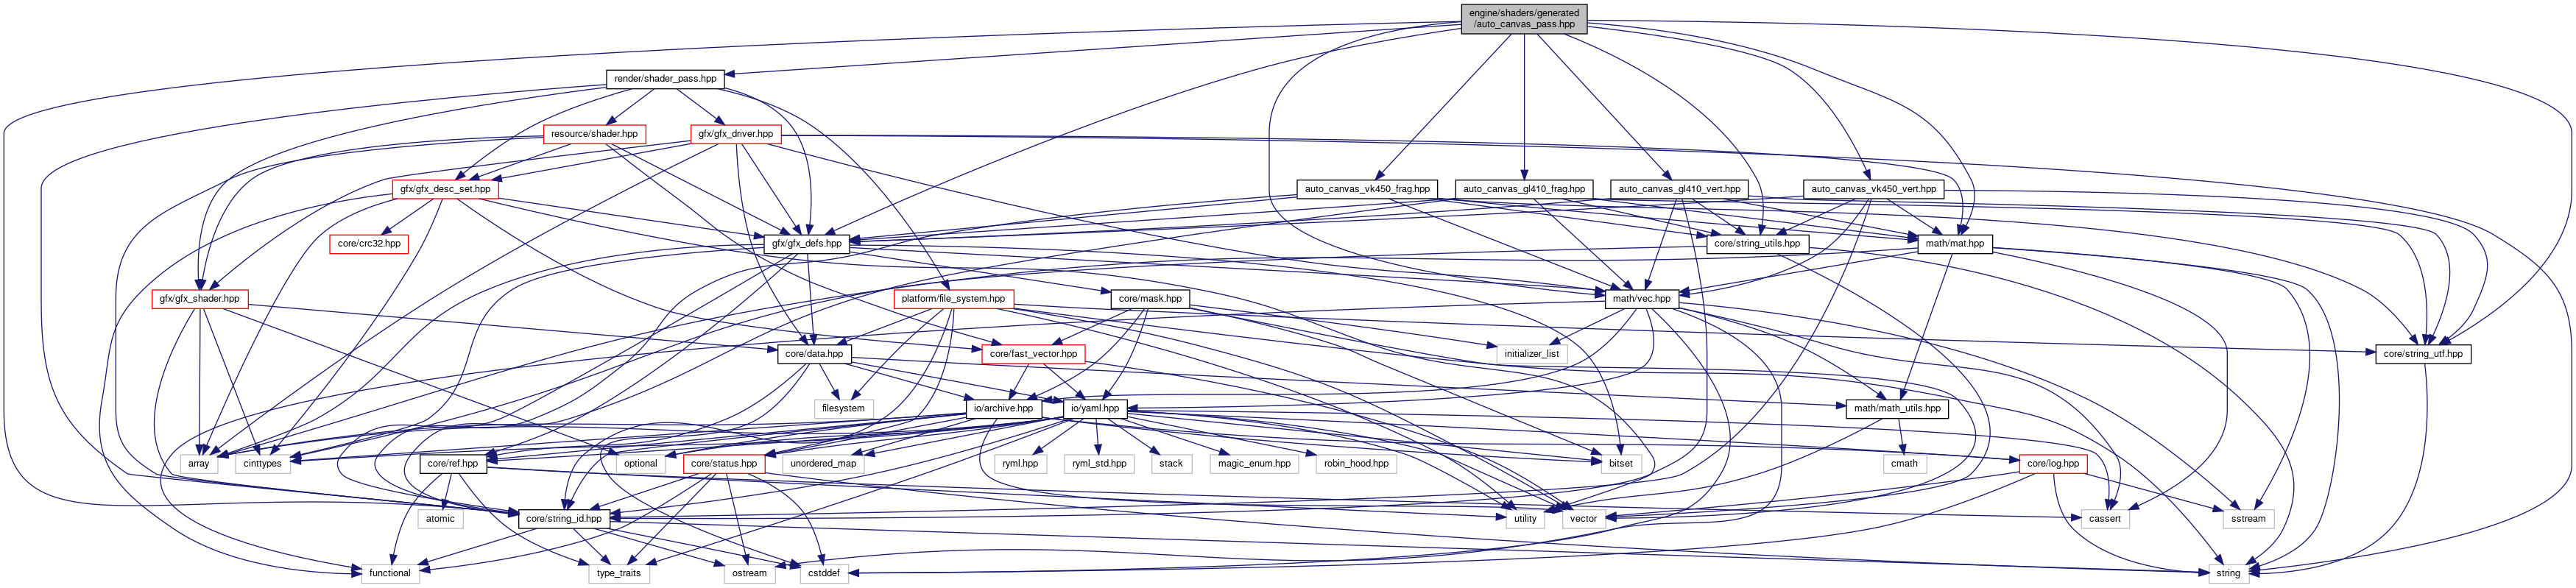 engine/shaders/generated
/auto_canvas_pass.hpp
render/shader_pass.hpp
resource/shader.hpp
gfx/gfx_driver.hpp
gfx/gfx_desc_set.hpp
auto_canvas_vk450_frag.hpp
auto_canvas_gl410_frag.hpp
auto_canvas_gl410_vert.hpp
auto_canvas_vk450_vert.hpp
core/crc32.hpp
gfx/gfx_defs.hpp
core/string_utils.hpp
math/mat.hpp
gfx/gfx_shader.hpp
platform/file_system.hpp
core/mask.hpp
math/vec.hpp
core/data.hpp
core/fast_vector.hpp
initializer_list
core/string_utf.hpp
filesystem
io/archive.hpp
io/yaml.hpp
math/math_utils.hpp
array
cinttypes
core/ref.hpp
optional
core/status.hpp
unordered_map
ryml.hpp
ryml_std.hpp
stack
magic_enum.hpp
robin_hood.hpp
bitset
cmath
core/log.hpp
atomic
core/string_id.hpp
utility
vector
cassert
sstream
functional
type_traits
ostream
cstddef
string